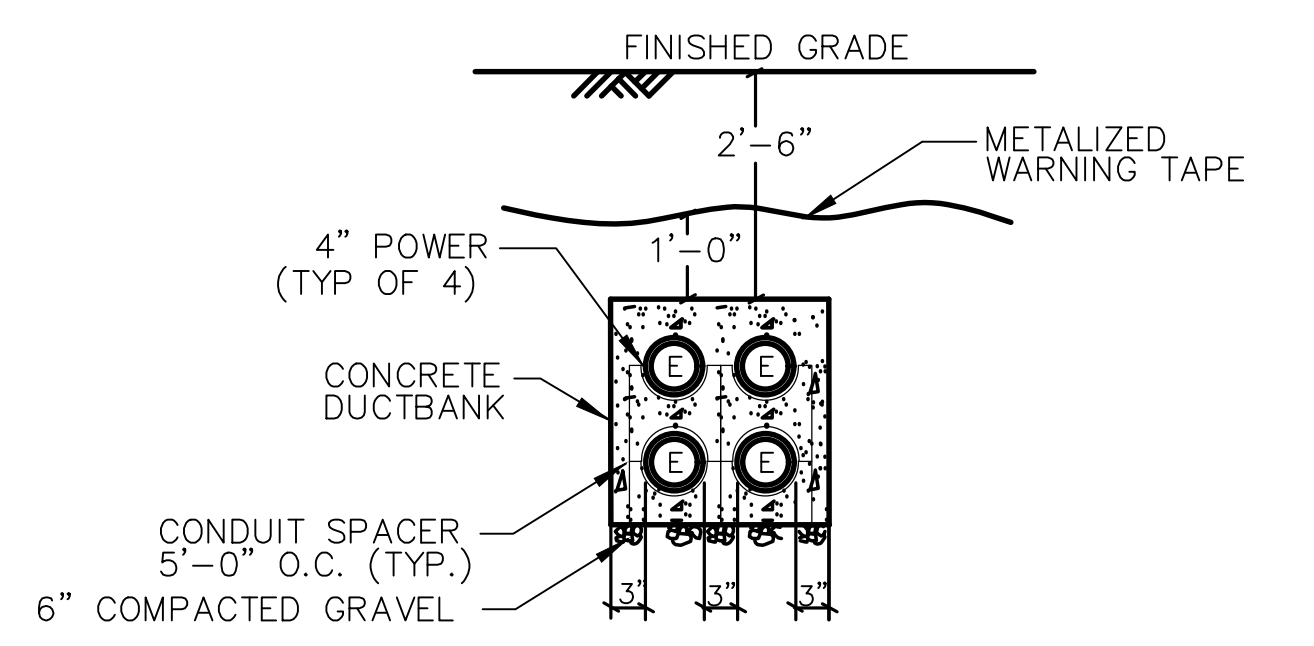 FINISHED GRADE
2’-6”
METALIZED
WARNING TAPE
1’-0”
4” POWER
(TYP OF 4)
E E
CONCRETE
DUCTBANK
E E
CONDUIT SPACER
5’-0” O.C. (TYP.)
6” COMPACTED GRAVEL
3” 3” 3”